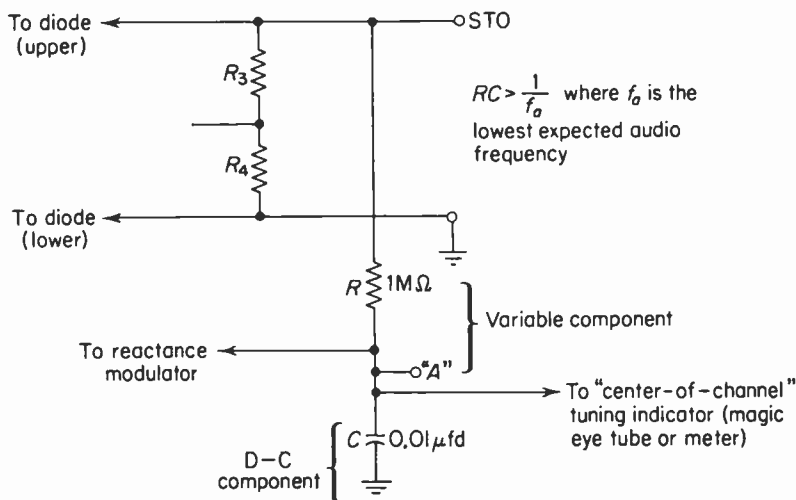 To diode
(upper)
STO
R3
RC > 1/fa where fa is the
lowest expected audio
frequency
R4
To diode
(lower)
R 1MΩ
Variable component
To reactance
modulator
"A"
To "center-of-channel"
tuning indicator (magic
eye tube or meter)
C 0.01μfd
D-C
component